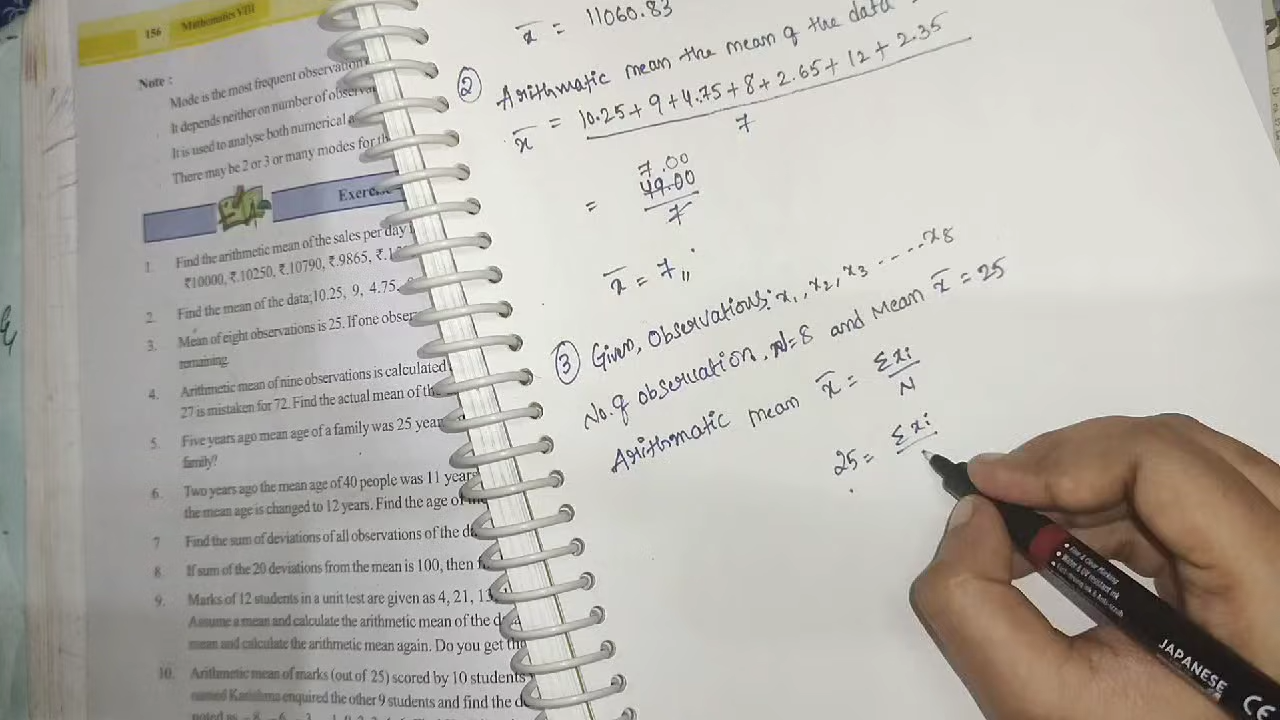 156 Mathematics VIII
Note :
Mode is the most frequent observation
It depends neither on number of observa
It is used to analyse both numerical a
There may be 2 or 3 or many modes for th
Exerc
1. Find the arithmetic mean of the sales per day
₹10000, ₹.10250, ₹.10790, ₹.9865, ₹.1
2. Find the mean of the data;10.25, 9, 4.75,
3. Mean of eight observations is 25. If one obser
remaining.
4. Arithmetic mean of nine observations is calculated
27 is mistaken for 72. Find the actual mean of th
5. Five years ago mean age of a family was 25 year
family?
6. Two years ago the mean age of 40 people was 11 years
the mean age is changed to 12 years. Find the age of
7 Find the sum of deviations of all observations of the d
8. If sum of the 20 deviations from the mean is 100, then
9. Marks of 12 students in a unit test are given as 4, 21, 13
Assume a mean and calculate the arithmetic mean of the d
mean and calculate the arithmetic mean again. Do you get th
10. Arithmetic mean of marks (out of 25) scored by 10 students
named Karishma enquired the other 9 students and find the d
noted as
x̄ = 11060.83
② Arithmatic mean the mean of the data
x̄ = 10.25 + 9 + 4.75 + 8 + 2.65 + 12 + 2.35
7
7.00
= 49.00
7
x̄ = 7,,
③ Given, Observations: x₁, x₂, x₃ ----- x₈
No. of observation, N=8 and Mean x̄ = 25
Arithmatic mean x̄ = Σxi
N
25 = Σxi
JAPANESE
CE